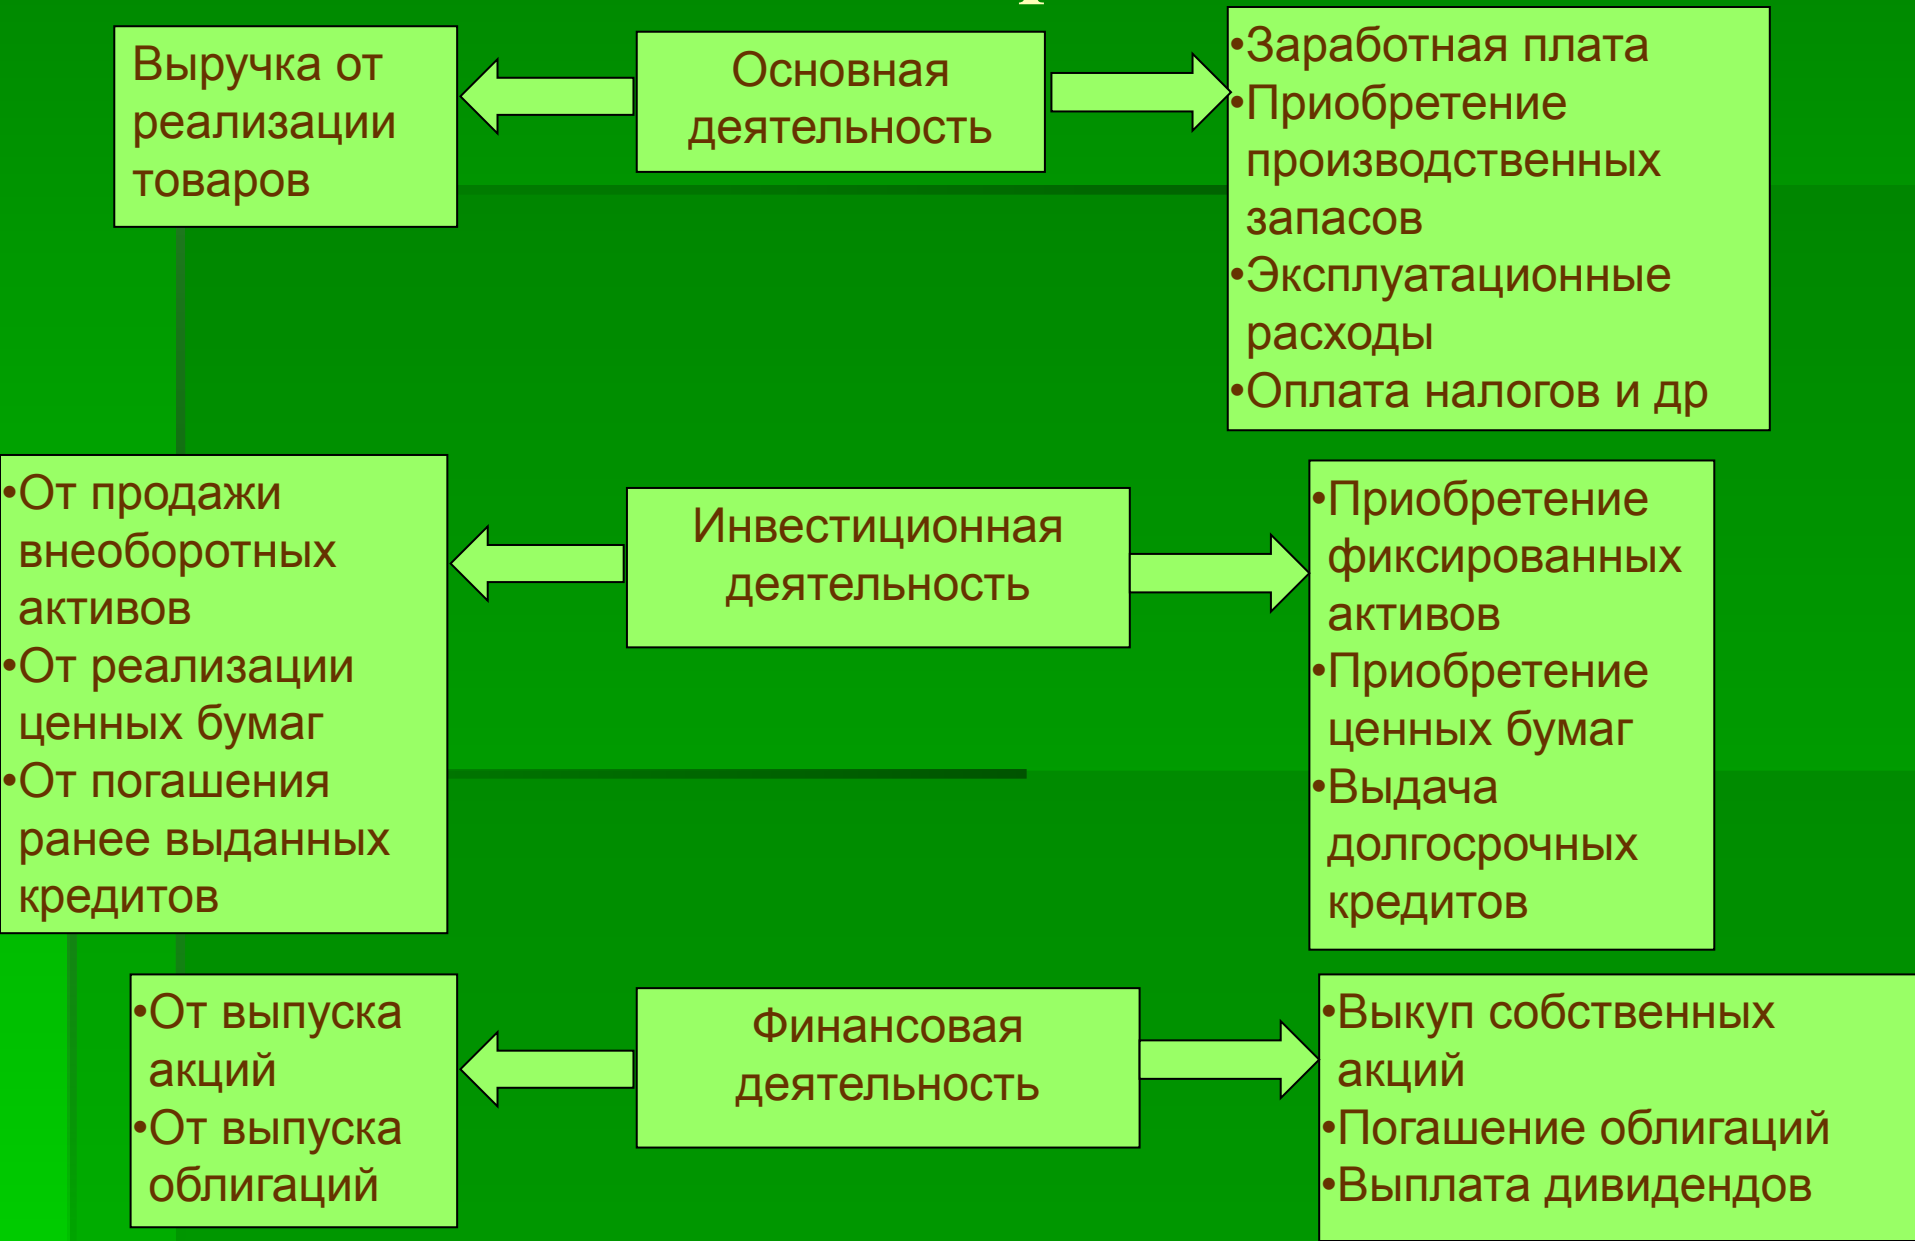 Выручка от
реализации
товаров
Основная
деятельность
•Заработная плата
•Приобретение
производственных
запасов
•Эксплуатационные
расходы
•Оплата налогов и др
•От продажи
внеоборотных
активов
•От реализации
ценных бумаг
•От погашения
ранее выданных
кредитов
Инвестиционная
деятельность
•Приобретение
фиксированных
активов
•Приобретение
ценных бумаг
•Выдача
долгосрочных
кредитов
•От выпуска
акций
•От выпуска
облигаций
Финансовая
деятельность
•Выкуп собственных
акций
•Погашение облигаций
•Выплата дивидендов